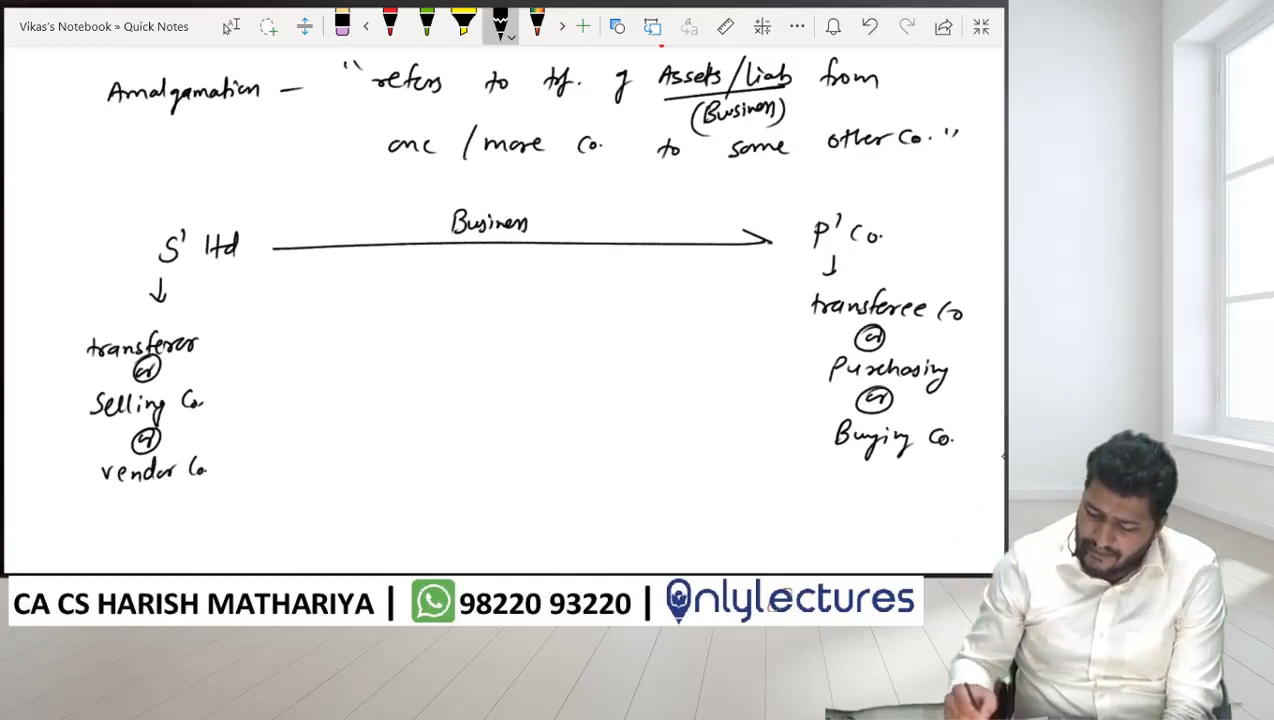 Vikas's Notebook » Quick Notes
Amalgamation — "refers to tf. of Assets/Liab from
(Business)
one / more Co. to some other Co."
Business
S' Ltd
P' Co.
transferor
or
Selling Co.
or
vendor Co.
transferee Co
or
Purchasing
or
Buying Co.
CA CS HARISH MATHARIYA | 98220 93220 | Onlylectures